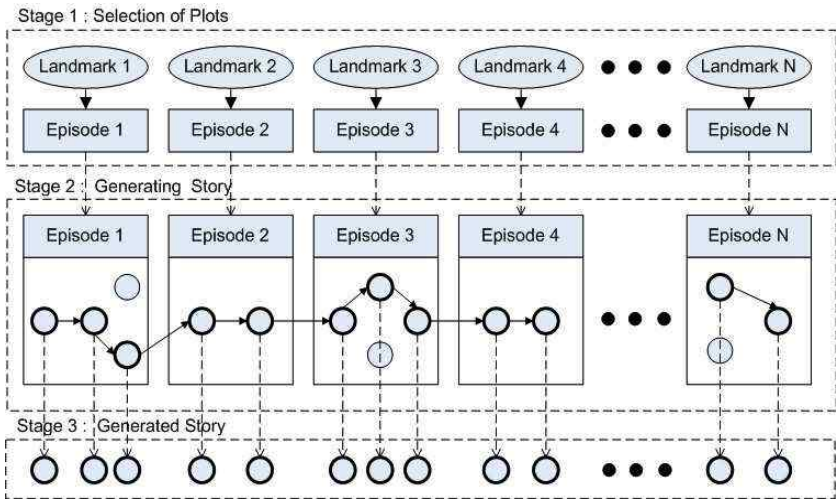 Stage 1 : Selection of Plots
Landmark 1 Landmark 2 Landmark 3 Landmark 4 Landmark N
Episode 1 Episode 2 Episode 3 Episode 4 Episode N
Stage 2 : Generating Story
Episode 1 Episode 2 Episode 3 Episode 4 Episode N
Stage 3 : Generated Story